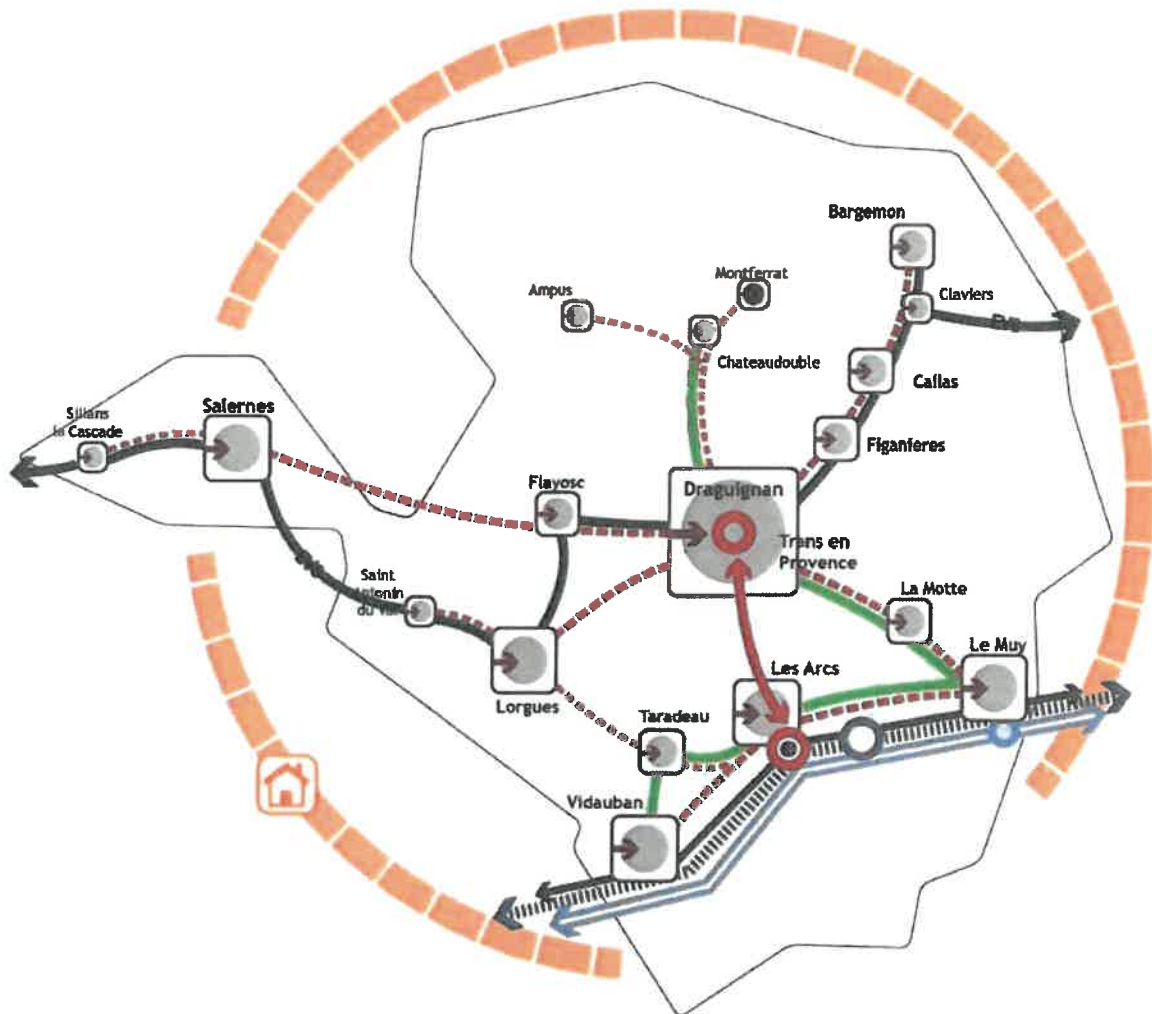 Bargemon
Montferrat
Ampus
Claviers
Chateaudouble
Callas
Salernes
Sillans
la Cascade
Figanieres
Flayosc
Draguignan
Trans en
Provence
Saint
du
La Motte
Le Muy
Les Arcs
Lorgues
Taradeau
Vidauban